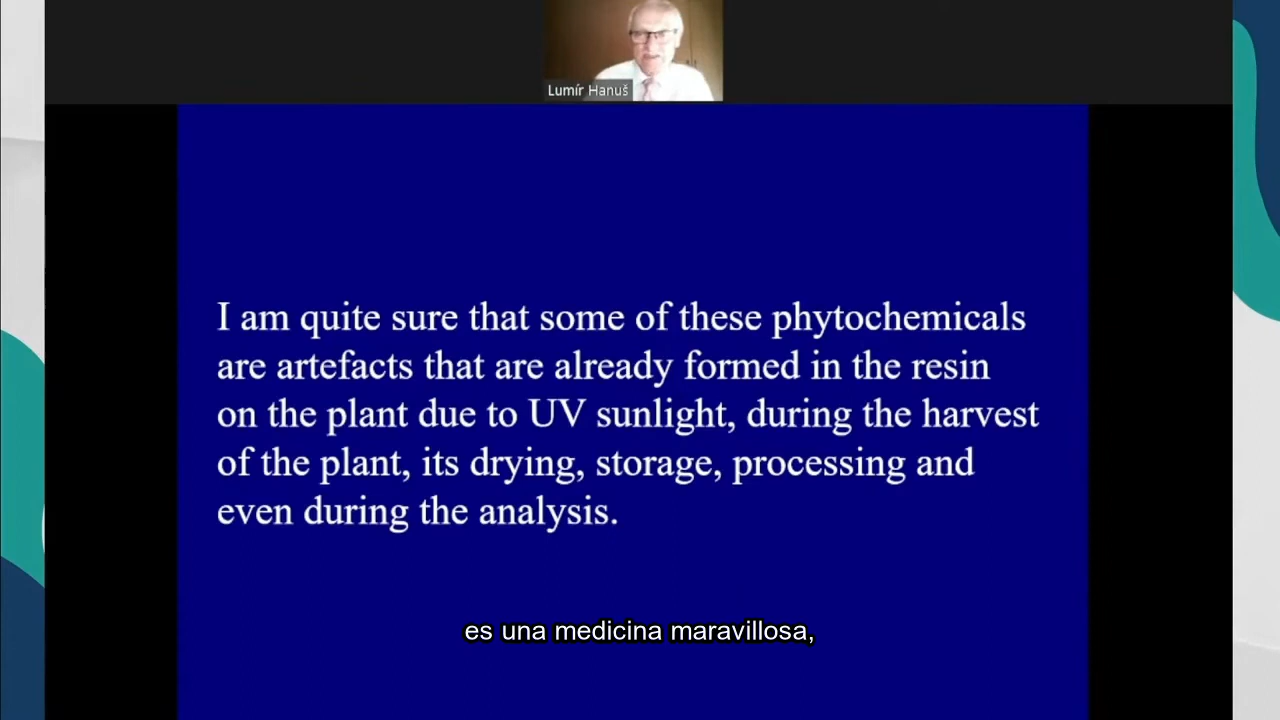 Lumír Hanuš
I am quite sure that some of these phytochemicals
are artefacts that are already formed in the resin
on the plant due to UV sunlight, during the harvest
of the plant, its drying, storage, processing and
even during the analysis.
es una medicina maravillosa,